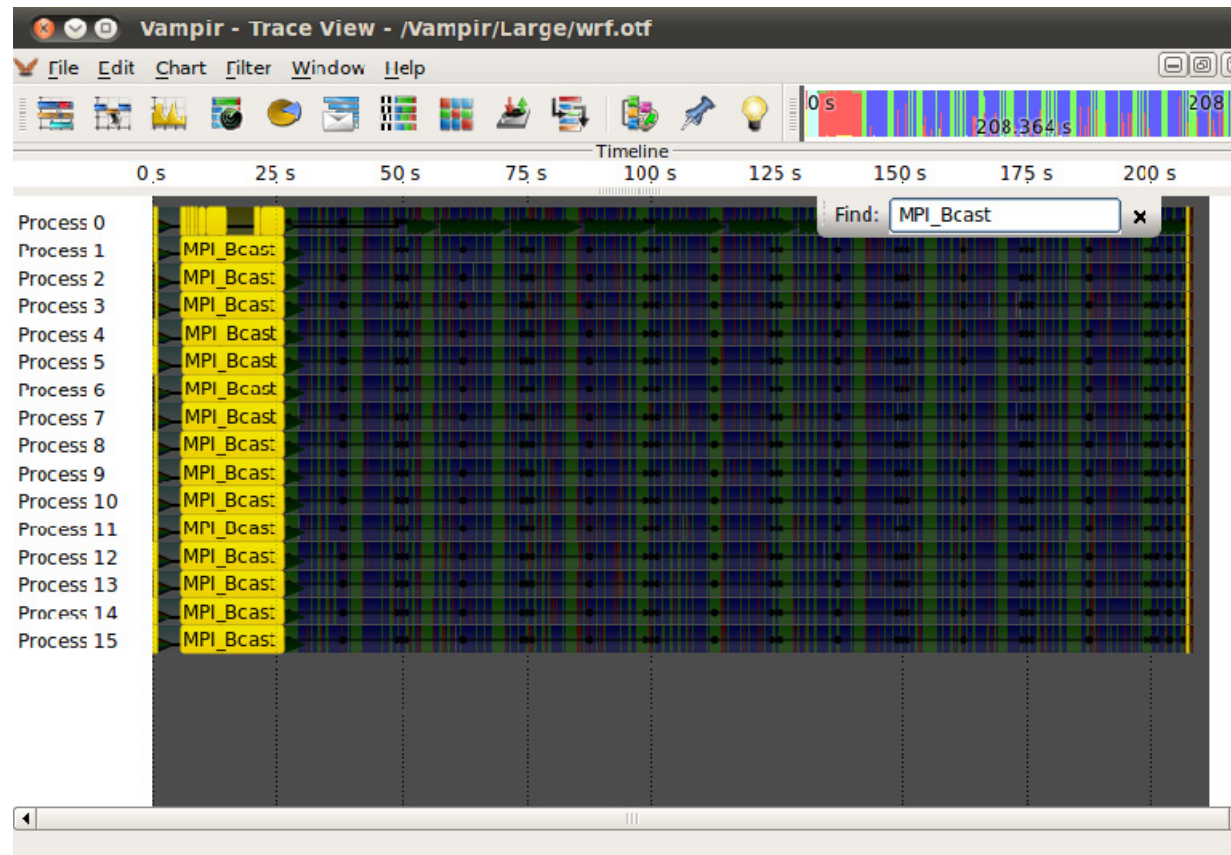 Vampir - Trace View - /Vampir/Large/wrf.otf
File Edit Chart Filter Window Help
0 s 208.364 s 208
Timeline
0 s 25 s 50 s 75 s 100 s 125 s 150 s 175 s 200 s
Find: MPI_Bcast
Process 0
Process 1 MPI_Bcast
Process 2 MPI_Bcast
Process 3 MPI_Bcast
Process 4 MPI_Bcast
Process 5 MPI_Bcast
Process 6 MPI_Bcast
Process 7 MPI_Bcast
Process 8 MPI_Bcast
Process 9 MPI_Bcast
Process 10 MPI_Bcast
Process 11 MPI_Bcast
Process 12 MPI_Bcast
Process 13 MPI_Bcast
Process 14 MPI_Bcast
Process 15 MPI_Bcast